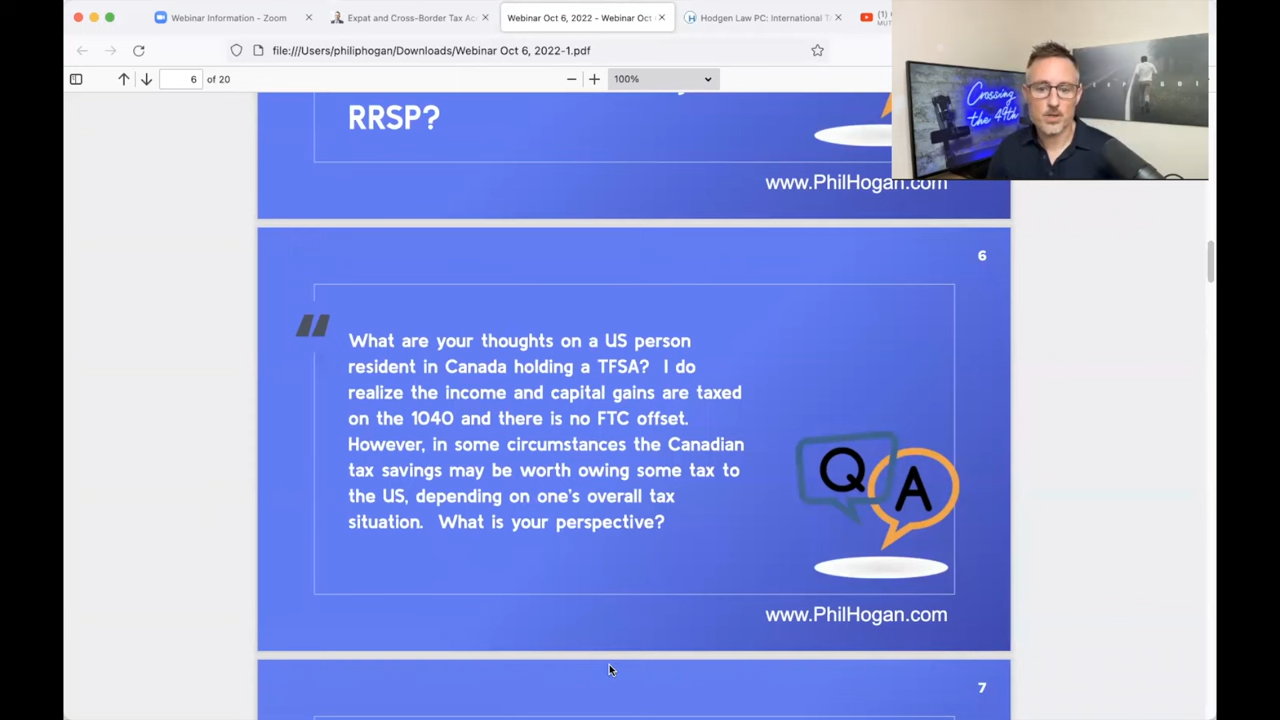 Webinar Information - Zoom
Expat and Cross-Border Tax Acc
Webinar Oct 6, 2022 - Webinar Oct
Hodgen Law PC: International T
(1)
MUT
file:///Users/philiphogan/Downloads/Webinar Oct 6, 2022-1.pdf
6 of 20
100%
RRSP?
www.PhilHogan.com
Crossing
the 49th
6
What are your thoughts on a US person
resident in Canada holding a TFSA? I do
realize the income and capital gains are taxed
on the 1040 and there is no FTC offset.
However, in some circumstances the Canadian
tax savings may be worth owing some tax to
the US, depending on one's overall tax
situation. What is your perspective?
Q A
www.PhilHogan.com
7